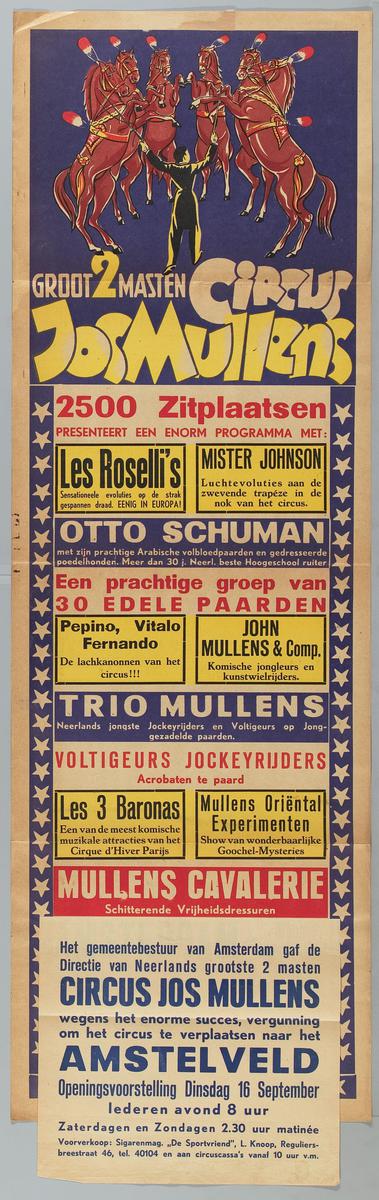 GROOT 2 MASTEN CIRCUS
Jos Mullens
2500 Zitplaatsen
PRESENTEERT EEN ENORM PROGRAMMA MET:
Les Roselli's
Sensationeele evoluties op de strak
gespannen draad. EENIG IN EUROPA!
MISTER JOHNSON
Luchtevoluties aan de
zwevende trapéze in de
nok van het circus.
OTTO SCHUMAN
met zijn prachtige Arabische volbloedpaarden en gedresseerde
poedelhonden. Meer dan 30 j. Neerl. beste Hoogeschool ruiter
Een prachtige groep van
30 EDELE PAARDEN
Pepino, Vitalo
Fernando
De lachkanonnen van het
circus!!!
JOHN
MULLENS & Comp.
Komische jongleurs en
kunstwielrijders.
TRIO MULLENS
Neerlands jongste Jockeyrijders en Voltigeurs op Jong-
gezadelde paarden.
VOLTIGEURS JOCKEYRIJDERS
Acrobaten te paard
Les 3 Baronas
Een van de meest komische
muzikale attracties van het
Cirque d'Hiver Parijs
Mullens Oriëntal
Experimenten
Show van wonderbaarlijke
Goochel-Mysteries
MULLENS CAVALERIE
Schitterende Vrijheidsdressuren
Het gemeentebestuur van Amsterdam gaf de
Directie van Neerlands grootste 2 masten
CIRCUS JOS MULLENS
wegens het enorme succes, vergunning
om het circus te verplaatsen naar het
AMSTELVELD
Openingsvoorstelling Dinsdag 16 September
Iederen avond 8 uur
Zaterdagen en Zondagen 2.30 uur matinée
Voorverkoop: Sigarenmag. „De Sportvriend”, L. Knoop, Reguliers-
breestraat 46, tel. 40104 en aan circuscassa's vanaf 10 uur v.m.